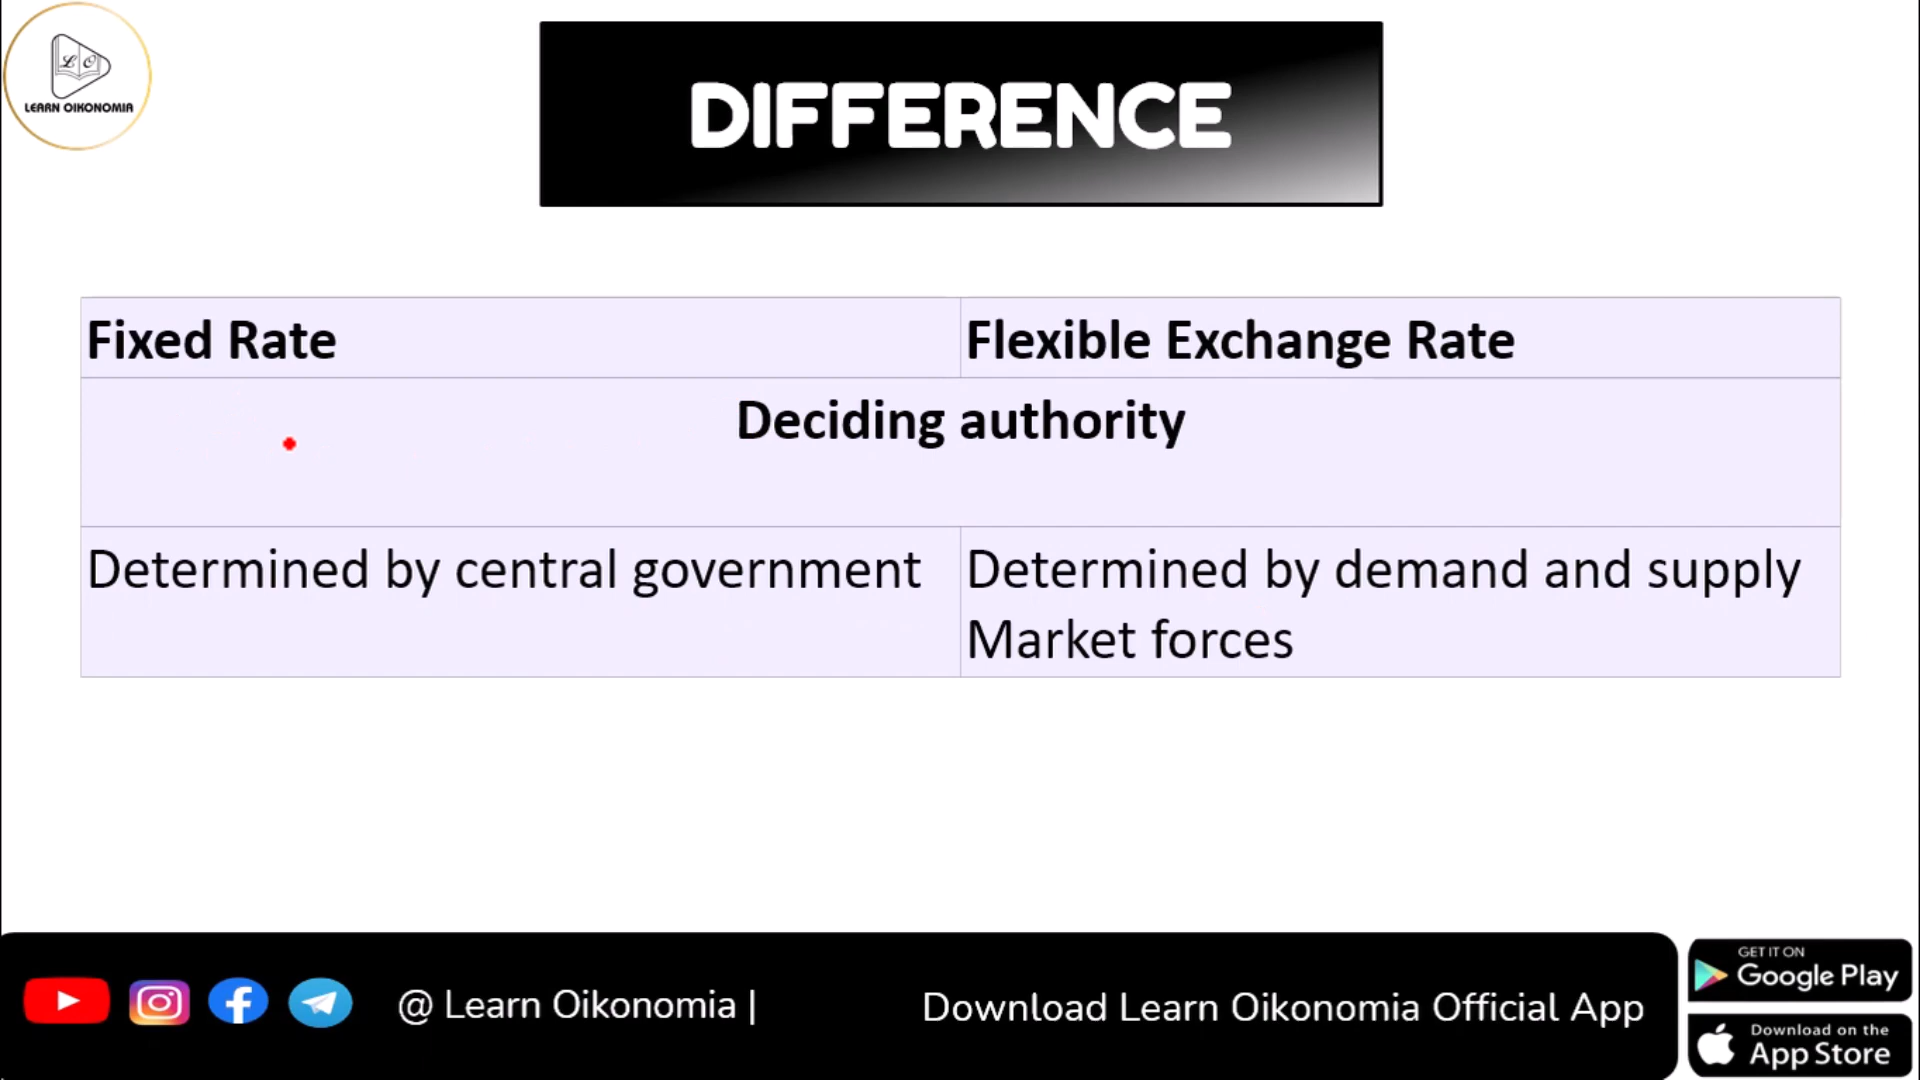 L O
LEARN OIKONOMIA
DIFFERENCE
Fixed Rate
Flexible Exchange Rate
Deciding authority
Determined by central government
Determined by demand and supply
Market forces
@ Learn Oikonomia |
Download Learn Oikonomia Official App
GET IT ON
Google Play
Download on the
App Store